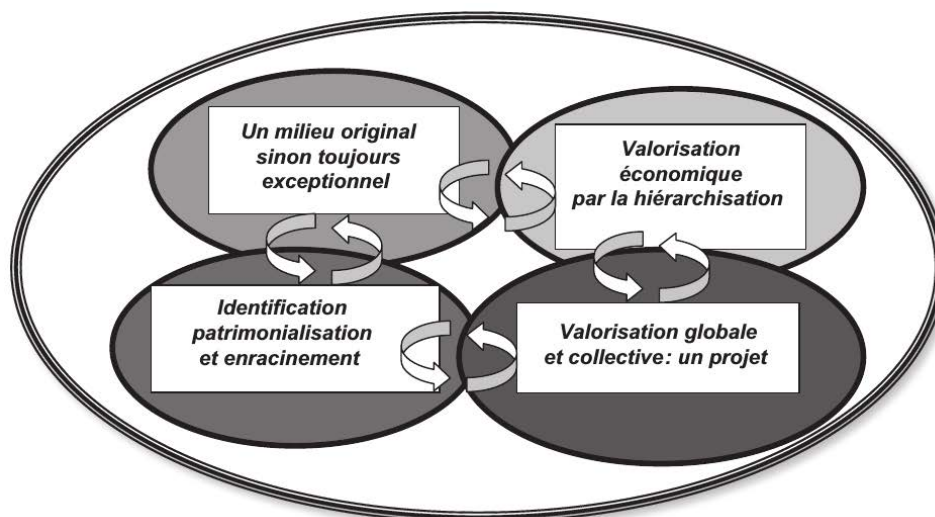 Un milieu original
sinon toujours
exceptionnel
Valorisation
économique
par la hiérarchisation
Identification
patrimonialisation
et enracinement
Valorisation globale
et collective : un projet